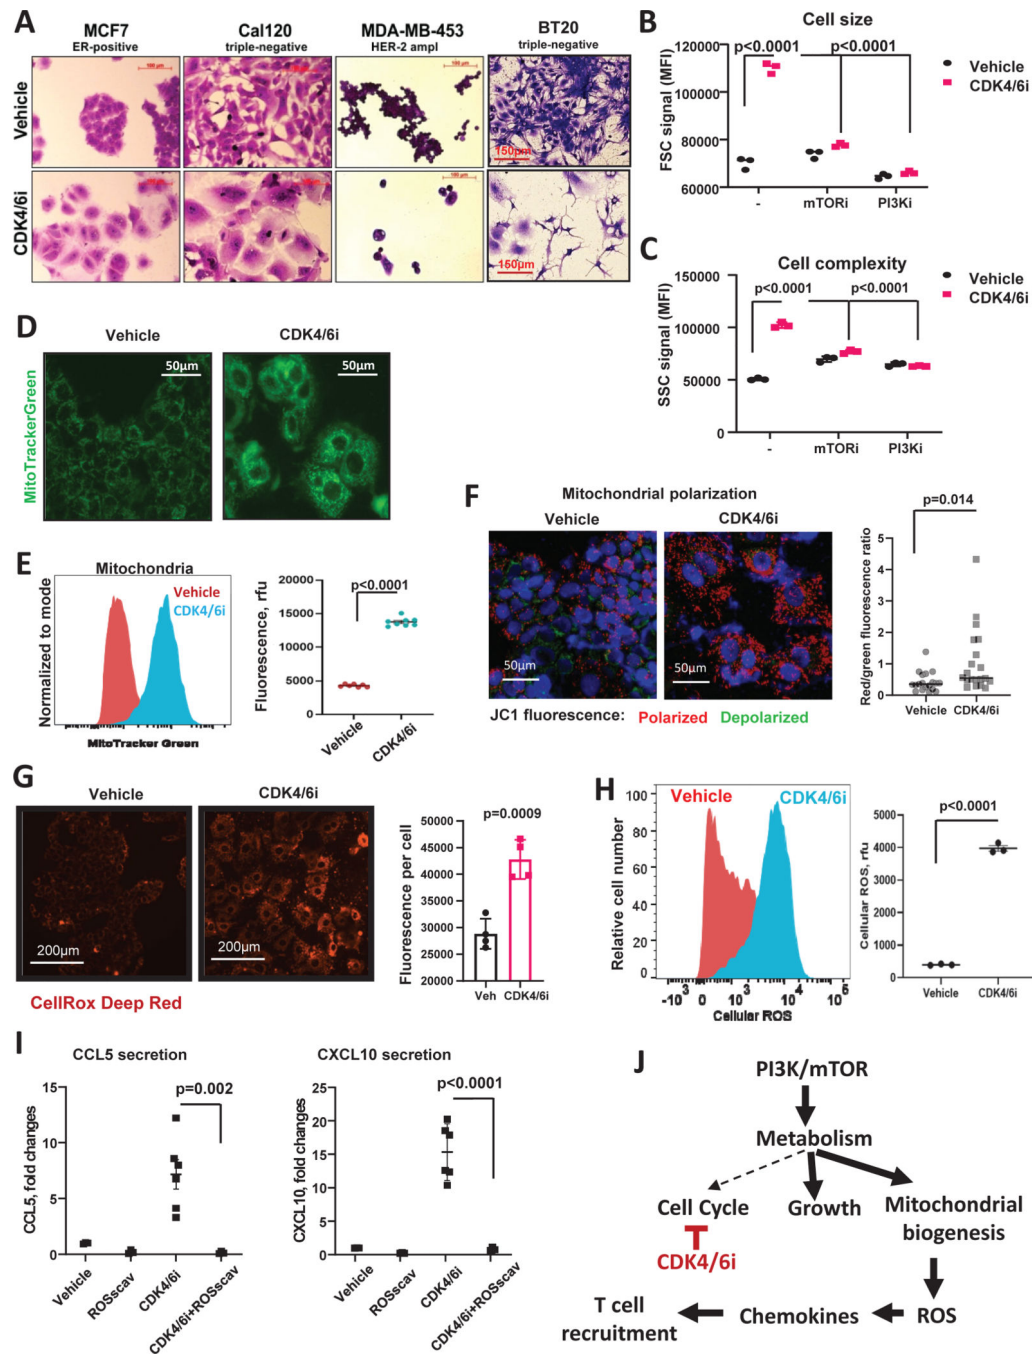 A
MCF7
ER-positive
Cal120
triple-negative
MDA-MB-453
HER-2 ampl
BT20
triple-negative
Vehicle
CDK4/6i
150µm
150µm
B
Cell size
FSC signal (MFI)
120000
100000
80000
60000
p<0.0001
p<0.0001
-
mTORi
PI3Ki
Vehicle
CDK4/6i
C
Cell complexity
SSC signal (MFI)
150000
100000
50000
0
p<0.0001
p<0.0001
-
mTORi
PI3Ki
Vehicle
CDK4/6i
D
Vehicle
CDK4/6i
MitoTrackerGreen
50µm
50µm
E
Mitochondria
Normalized to mode
Vehicle
CDK4/6i
MitoTracker Green
Fluorescence, rfu
20000
15000
10000
5000
0
p<0.0001
Vehicle
CDK4/6i
F
Mitochondrial polarization
Vehicle
CDK4/6i
50µm
50µm
JC1 fluorescence: Polarized Depolarized
p=0.014
Red/green fluorescence ratio
5
4
3
2
1
0
Vehicle
CDK4/6i
G
Vehicle
CDK4/6i
200µm
200µm
CellRox Deep Red
p=0.0009
Fluorescence per cell
50000
45000
40000
35000
30000
25000
20000
Veh
CDK4/6i
H
Relative cell number
100
80
60
40
20
0
Vehicle
CDK4/6i
-10³ 0 10³ 10⁴ 10⁵
Cellular ROS
p<0.0001
Cellular ROS, rfu
5000
4000
3000
2000
1000
0
Vehicle
CDK4/6i
I
CCL5 secretion
CCL5, fold changes
15
10
5
0
p=0.002
Vehicle
ROSscav
CDK4/6i
CDK4/6i+ROSscav
CXCL10 secretion
CXCL10, fold changes
25
20
15
10
5
0
p<0.0001
Vehicle
ROSscav
CDK4/6i
CDK4/6i+ROSscav
J
PI3K/mTOR
Metabolism
Cell Cycle
Growth
Mitochondrial
biogenesis
CDK4/6i
T cell
recruitment
Chemokines
ROS